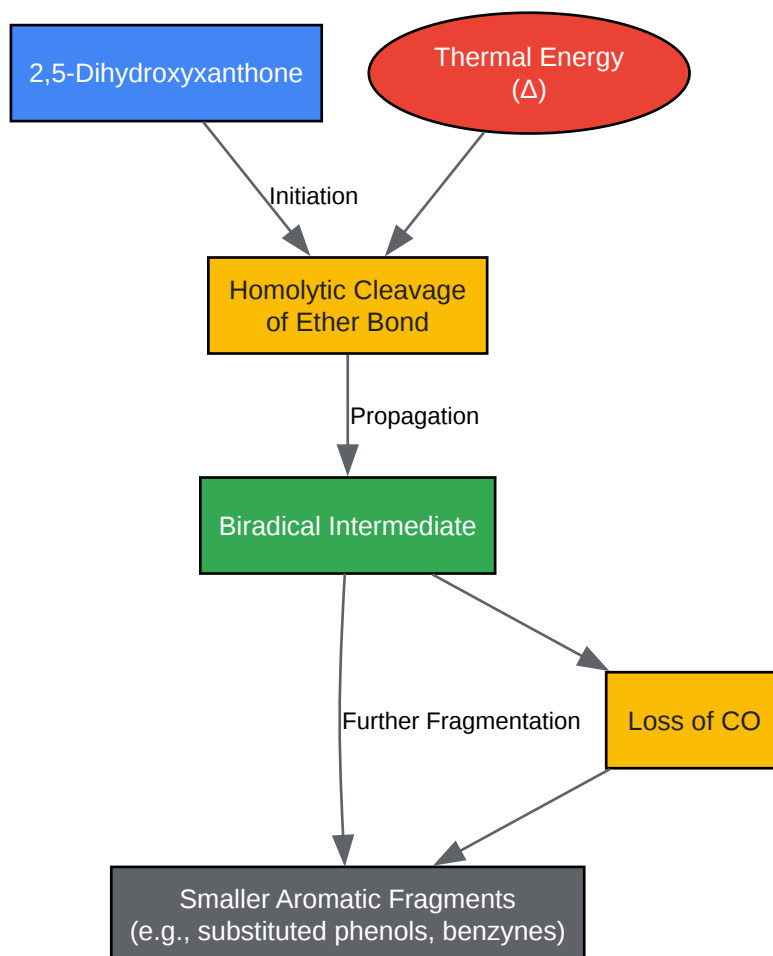 2,5-Dihydroxyxanthone
Thermal Energy
(Δ)
Initiation
Homolytic Cleavage
of Ether Bond
Propagation
Biradical Intermediate
Further Fragmentation
Loss of CO
Smaller Aromatic Fragments
(e.g., substituted phenols, benzynes)